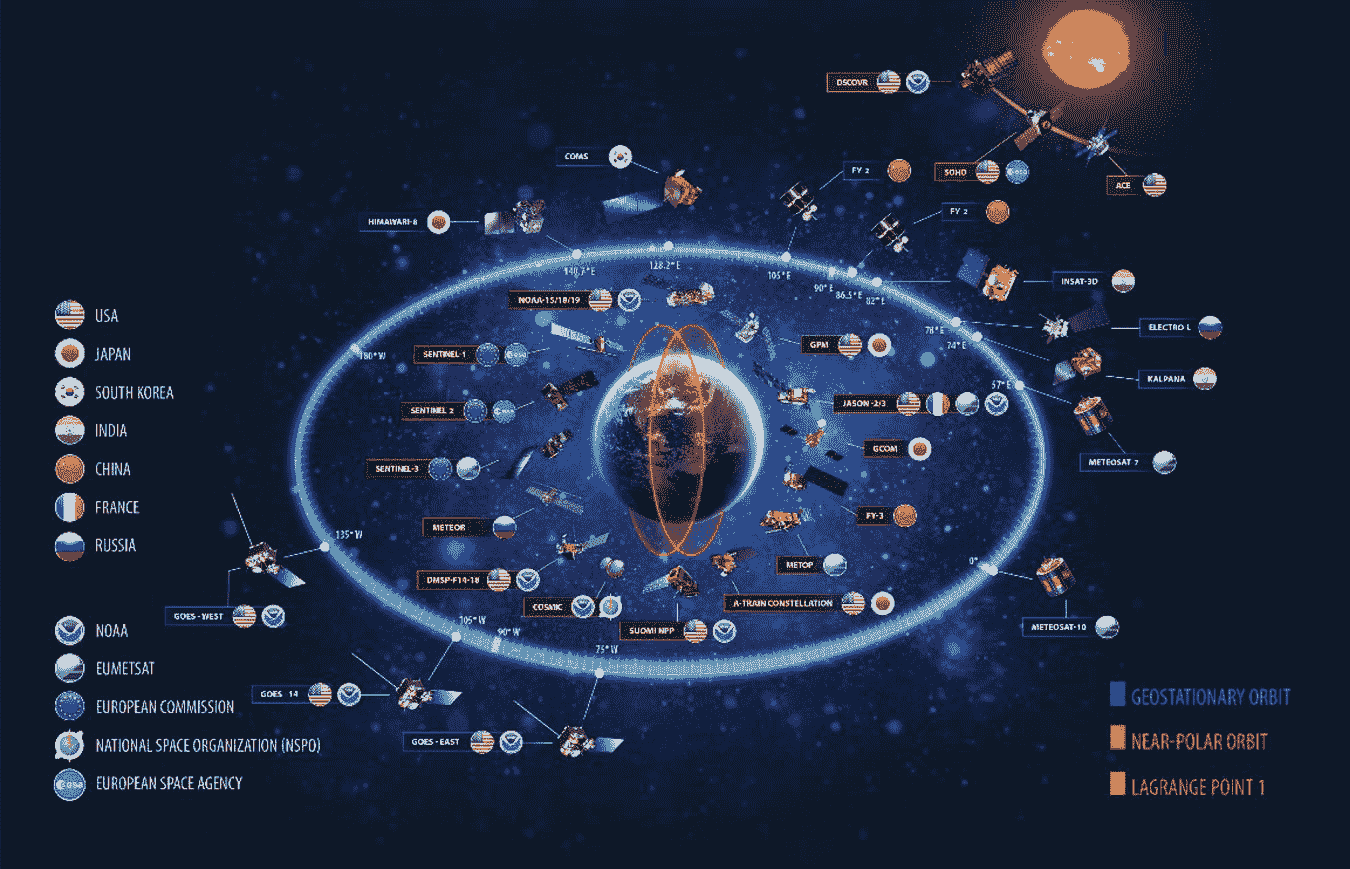 DSCOVR
COMS
FY 2
SOHO
ACE
HIMAWARI-8
FY 2
140.7°E
128.2°E
105°E
90°E
86.5°E
82°E
INSAT-3D
NOAA-15/18/19
USA
SENTINEL-1
GPM
76°E
74°E
ELECTRO L
JAPAN
180°W
KALPANA
SOUTH KOREA
SENTINEL 2
JASON -2/3
57°E
INDIA
GCOM
METEOSAT 7
CHINA
SENTINEL-3
FRANCE
METEOR
FY-3
RUSSIA
135°W
METOP
0°
DMSP-F14-18
COSMIC
A-TRAIN CONSTELLATION
GOES - WEST
105°W
90°W
SUOMI NPP
METEOSAT-10
75°W
NOAA
EUMETSAT
GOES 14
EUROPEAN COMMISSION
GOES - EAST
NATIONAL SPACE ORGANIZATION (NSPO)
esa EUROPEAN SPACE AGENCY
GEOSTATIONARY ORBIT
NEAR-POLAR ORBIT
LAGRANGE POINT 1